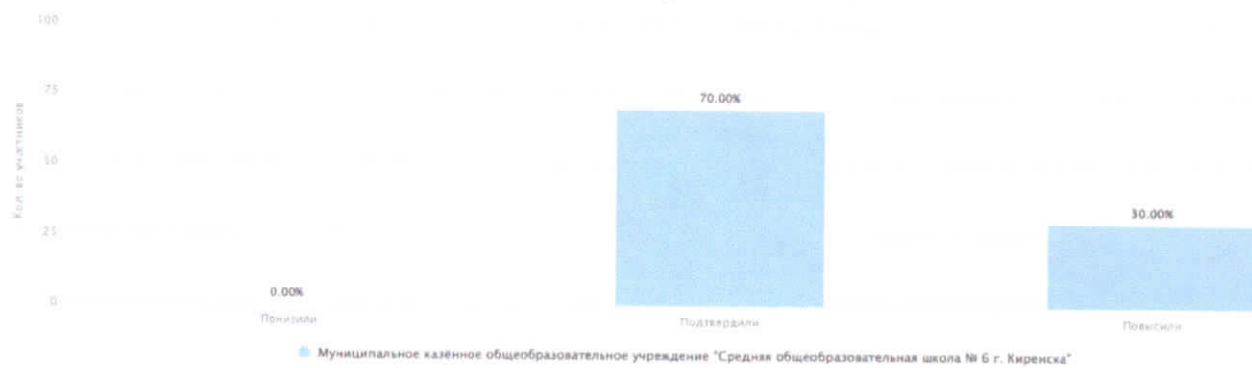 100
75
70.00%
Кол-во участников
50
30.00%
25
0.00%
0
Понизили
Подтвердили
Повысили
Муниципальное казённое общеобразовательное учреждение "Средняя общеобразовательная школа № 6 г. Киренска"